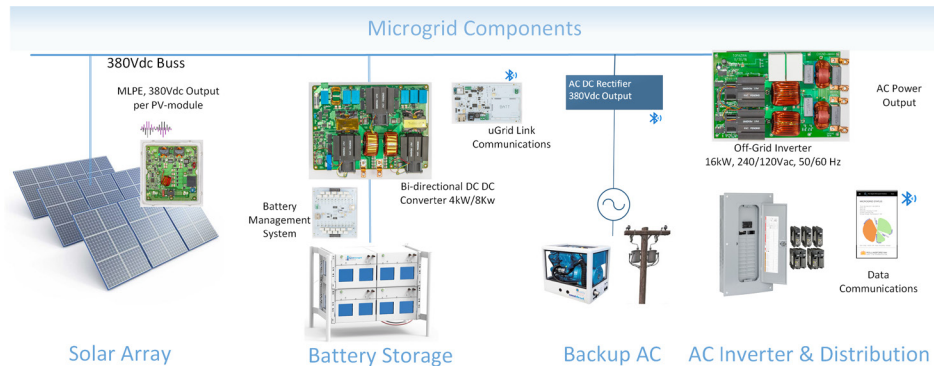 Microgrid Components
380Vdc Buss
MLPE, 380Vdc Output
per PV-module
Battery
Management
System
uGrid Link
Communications
Bi-directional DC DC
Converter 4kW/8Kw
AC DC Rectifier
380Vdc Output
AC Power
Output
Off-Grid Inverter
16kW, 240/120Vac, 50/60 Hz
Data
Communications
Solar Array
Battery Storage
Backup AC
AC Inverter & Distribution